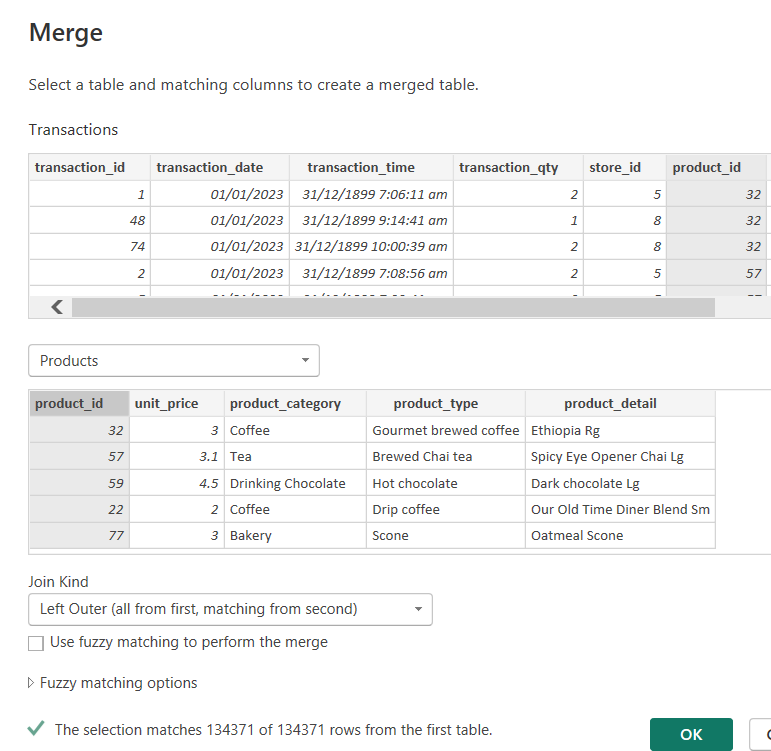 Merge
Select a table and matching columns to create a merged table.
Transactions
transaction_id transaction_date transaction_time transaction_qty store_id product_id
1 01/01/2023 31/12/1899 7:06:11 am 2 5 32
48 01/01/2023 31/12/1899 9:14:41 am 1 8 32
74 01/01/2023 31/12/1899 10:00:39 am 2 8 32
2 01/01/2023 31/12/1899 7:08:56 am 2 5 57
Products
product_id unit_price product_category product_type product_detail
32 3 Coffee Gourmet brewed coffee Ethiopia Rg
57 3.1 Tea Brewed Chai tea Spicy Eye Opener Chai Lg
59 4.5 Drinking Chocolate Hot chocolate Dark chocolate Lg
22 2 Coffee Drip coffee Our Old Time Diner Blend Sm
77 3 Bakery Scone Oatmeal Scone
Join Kind
Left Outer (all from first, matching from second)
Use fuzzy matching to perform the merge
Fuzzy matching options
The selection matches 134371 of 134371 rows from the first table.
OK